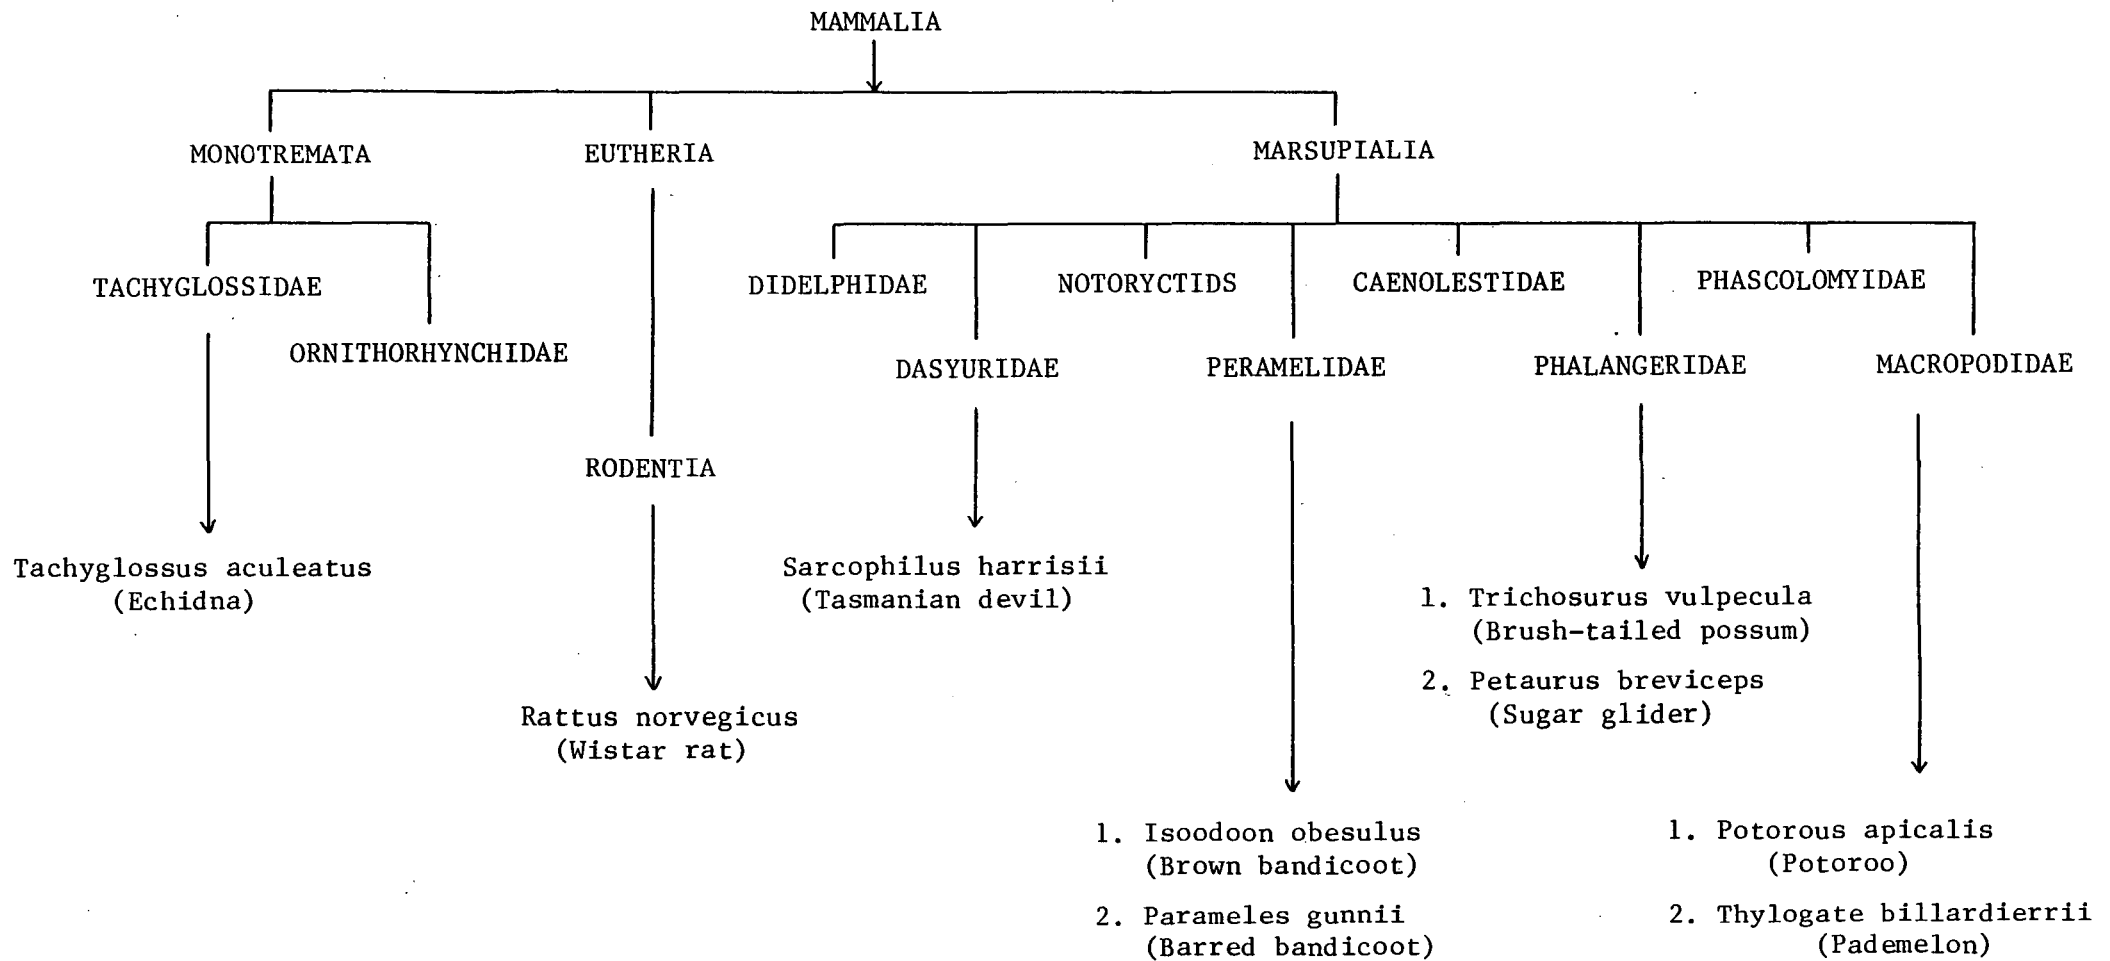 MAMMALIA
MONOTREMATA
EUTHERIA
MARSUPIALIA
TACHYGLOSSIDAE
ORNITHORHYNCHIDAE
DIDELPHIDAE
NOTORYCTIDS
CAENOLESTIDAE
PHASCOLOMYIDAE
DASYURIDAE
PERAMELIDAE
PHALANGERIDAE
MACROPODIDAE
RODENTIA
Tachyglossus aculeatus
(Echidna)
Rattus norvegicus
(Wistar rat)
Sarcophilus harrisii
(Tasmanian devil)
1. Isoodoon obesulus
(Brown bandicoot)
2. Parameles gunnii
(Barred bandicoot)
1. Trichosurus vulpecula
(Brush-tailed possum)
2. Petaurus breviceps
(Sugar glider)
1. Potorous apicalis
(Potoroo)
2. Thylogate billardierrii
(Pademelon)